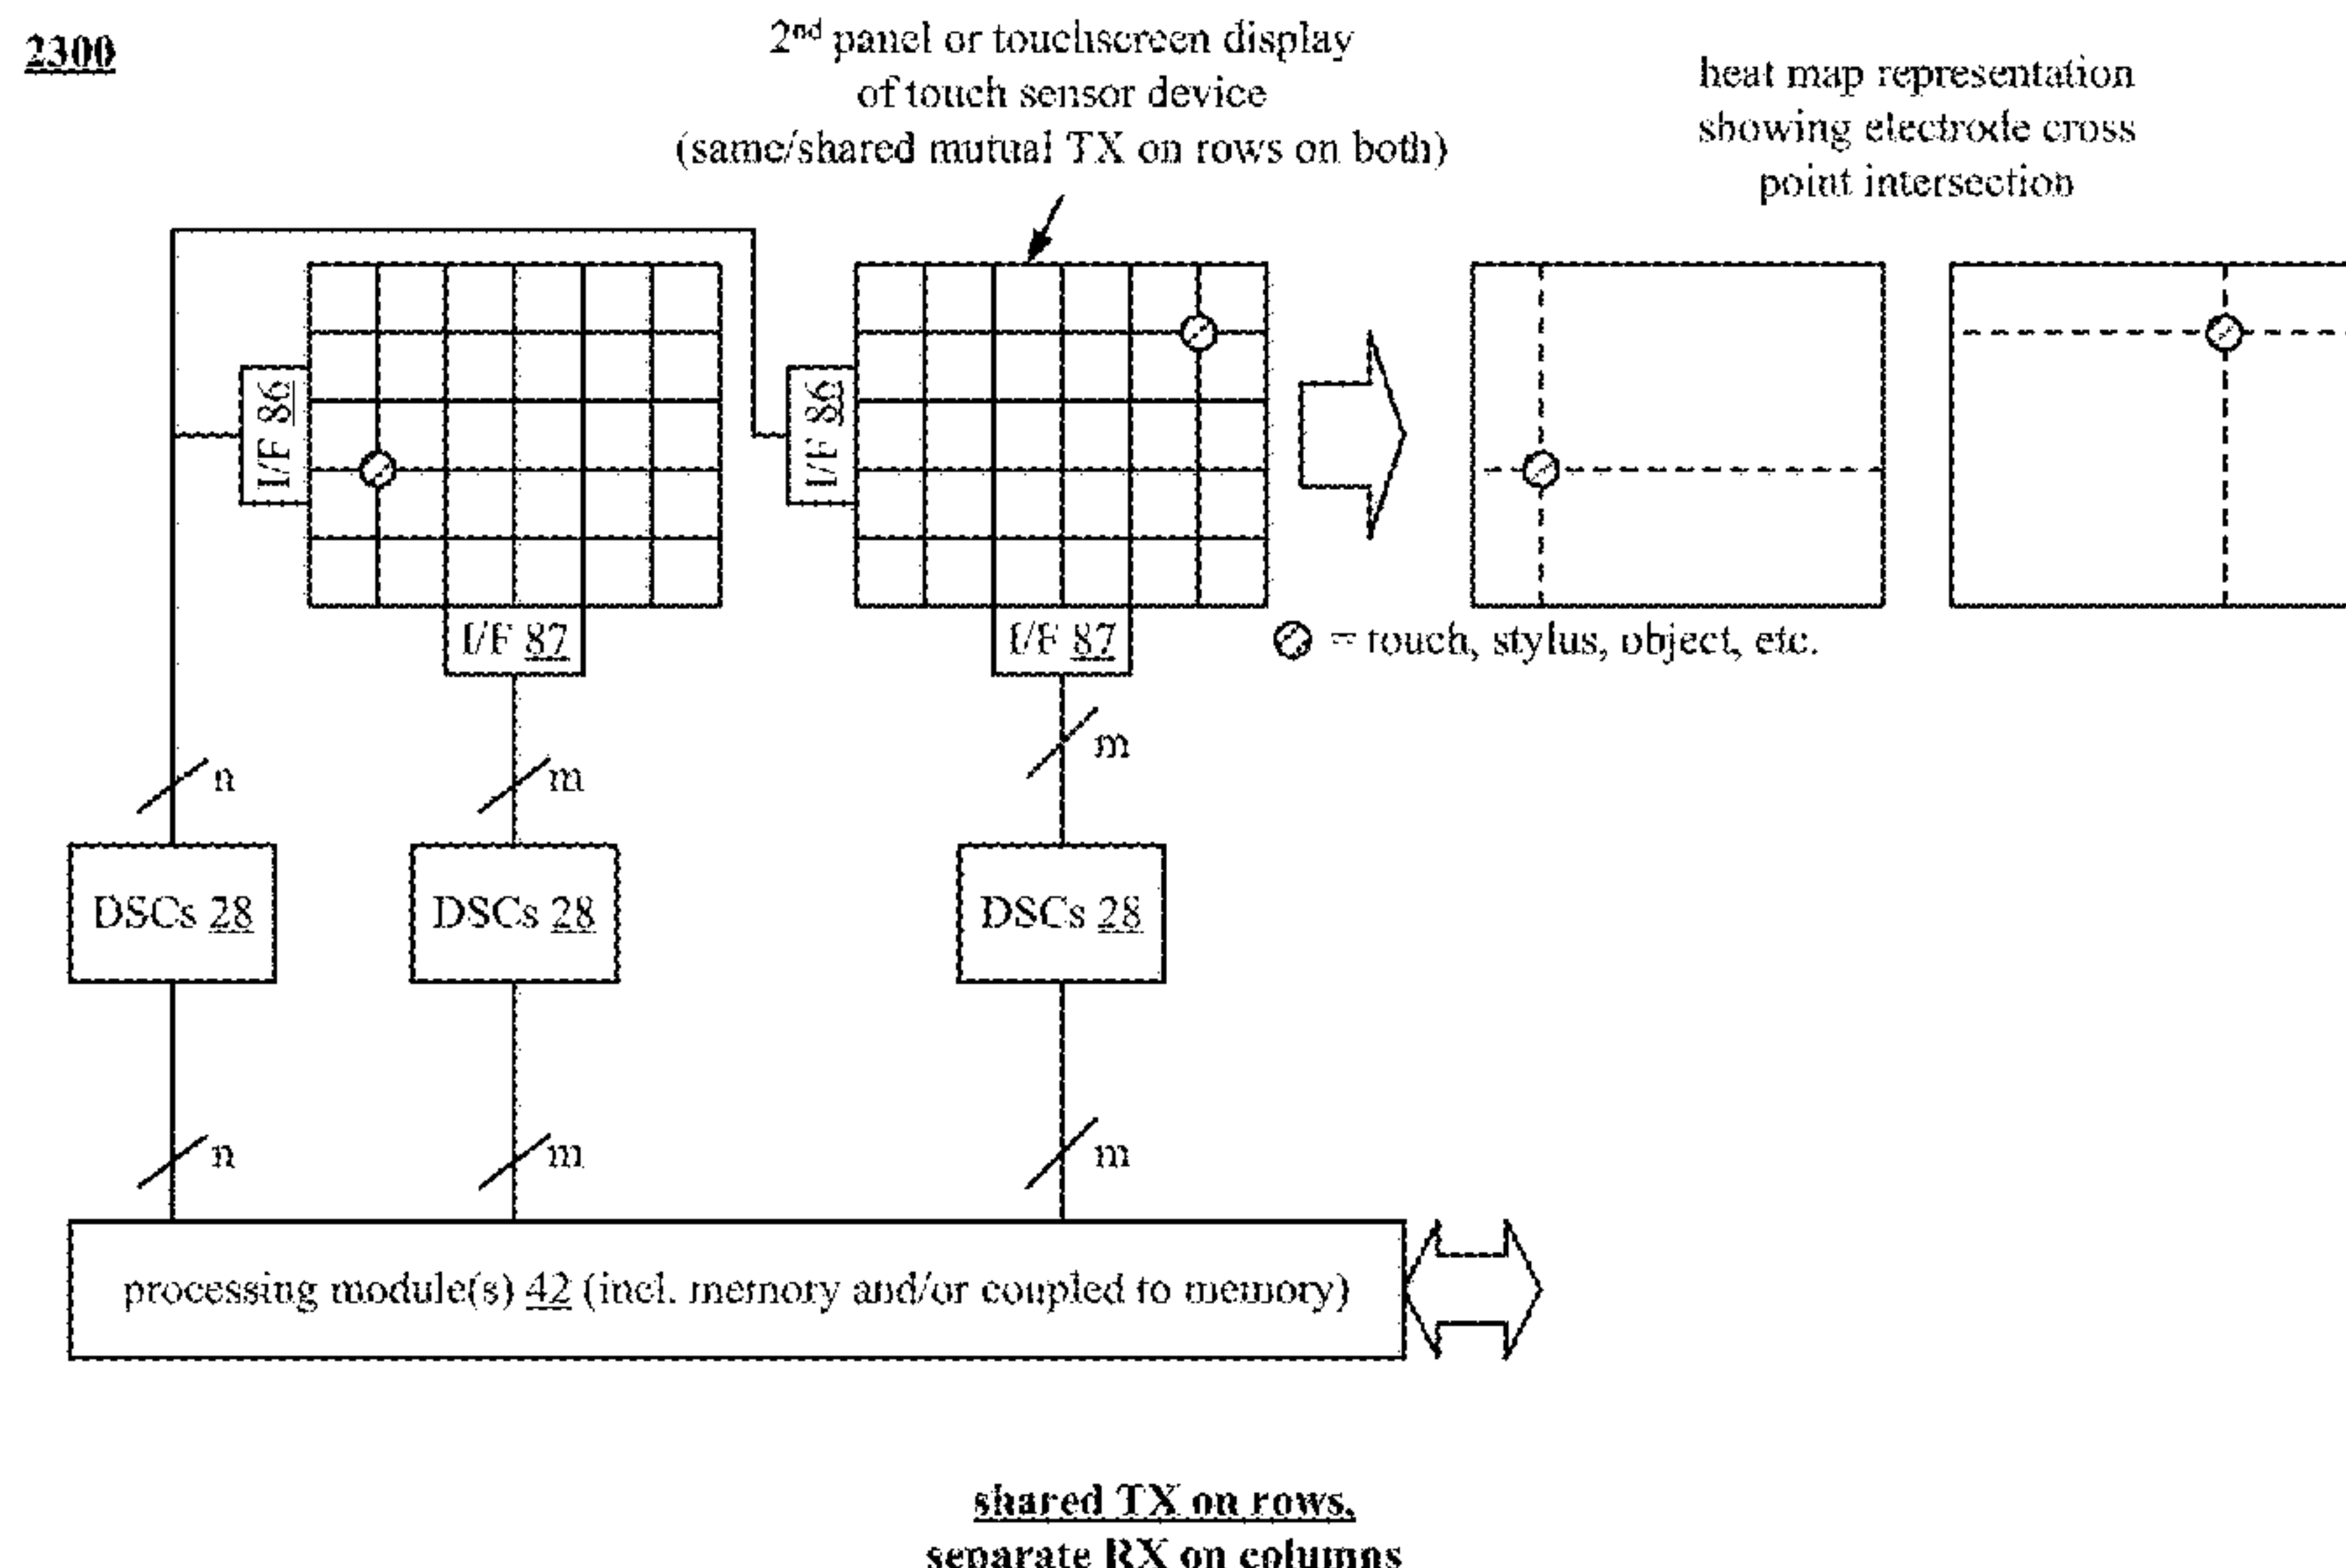 2300
2nd panel or touchscreen display
of touch sensor device
(same/shared mutual TX on rows on both)
heat map representation
showing electrode cross
point intersection
I/F 86
I/F 86
I/F 87
I/F 87
= touch, stylus, object, etc.
n
m
m
DSCs 28
DSCs 28
DSCs 28
n
m
m
processing module(s) 42 (incl. memory and/or coupled to memory)
shared TX on rows,
separate RX on columns